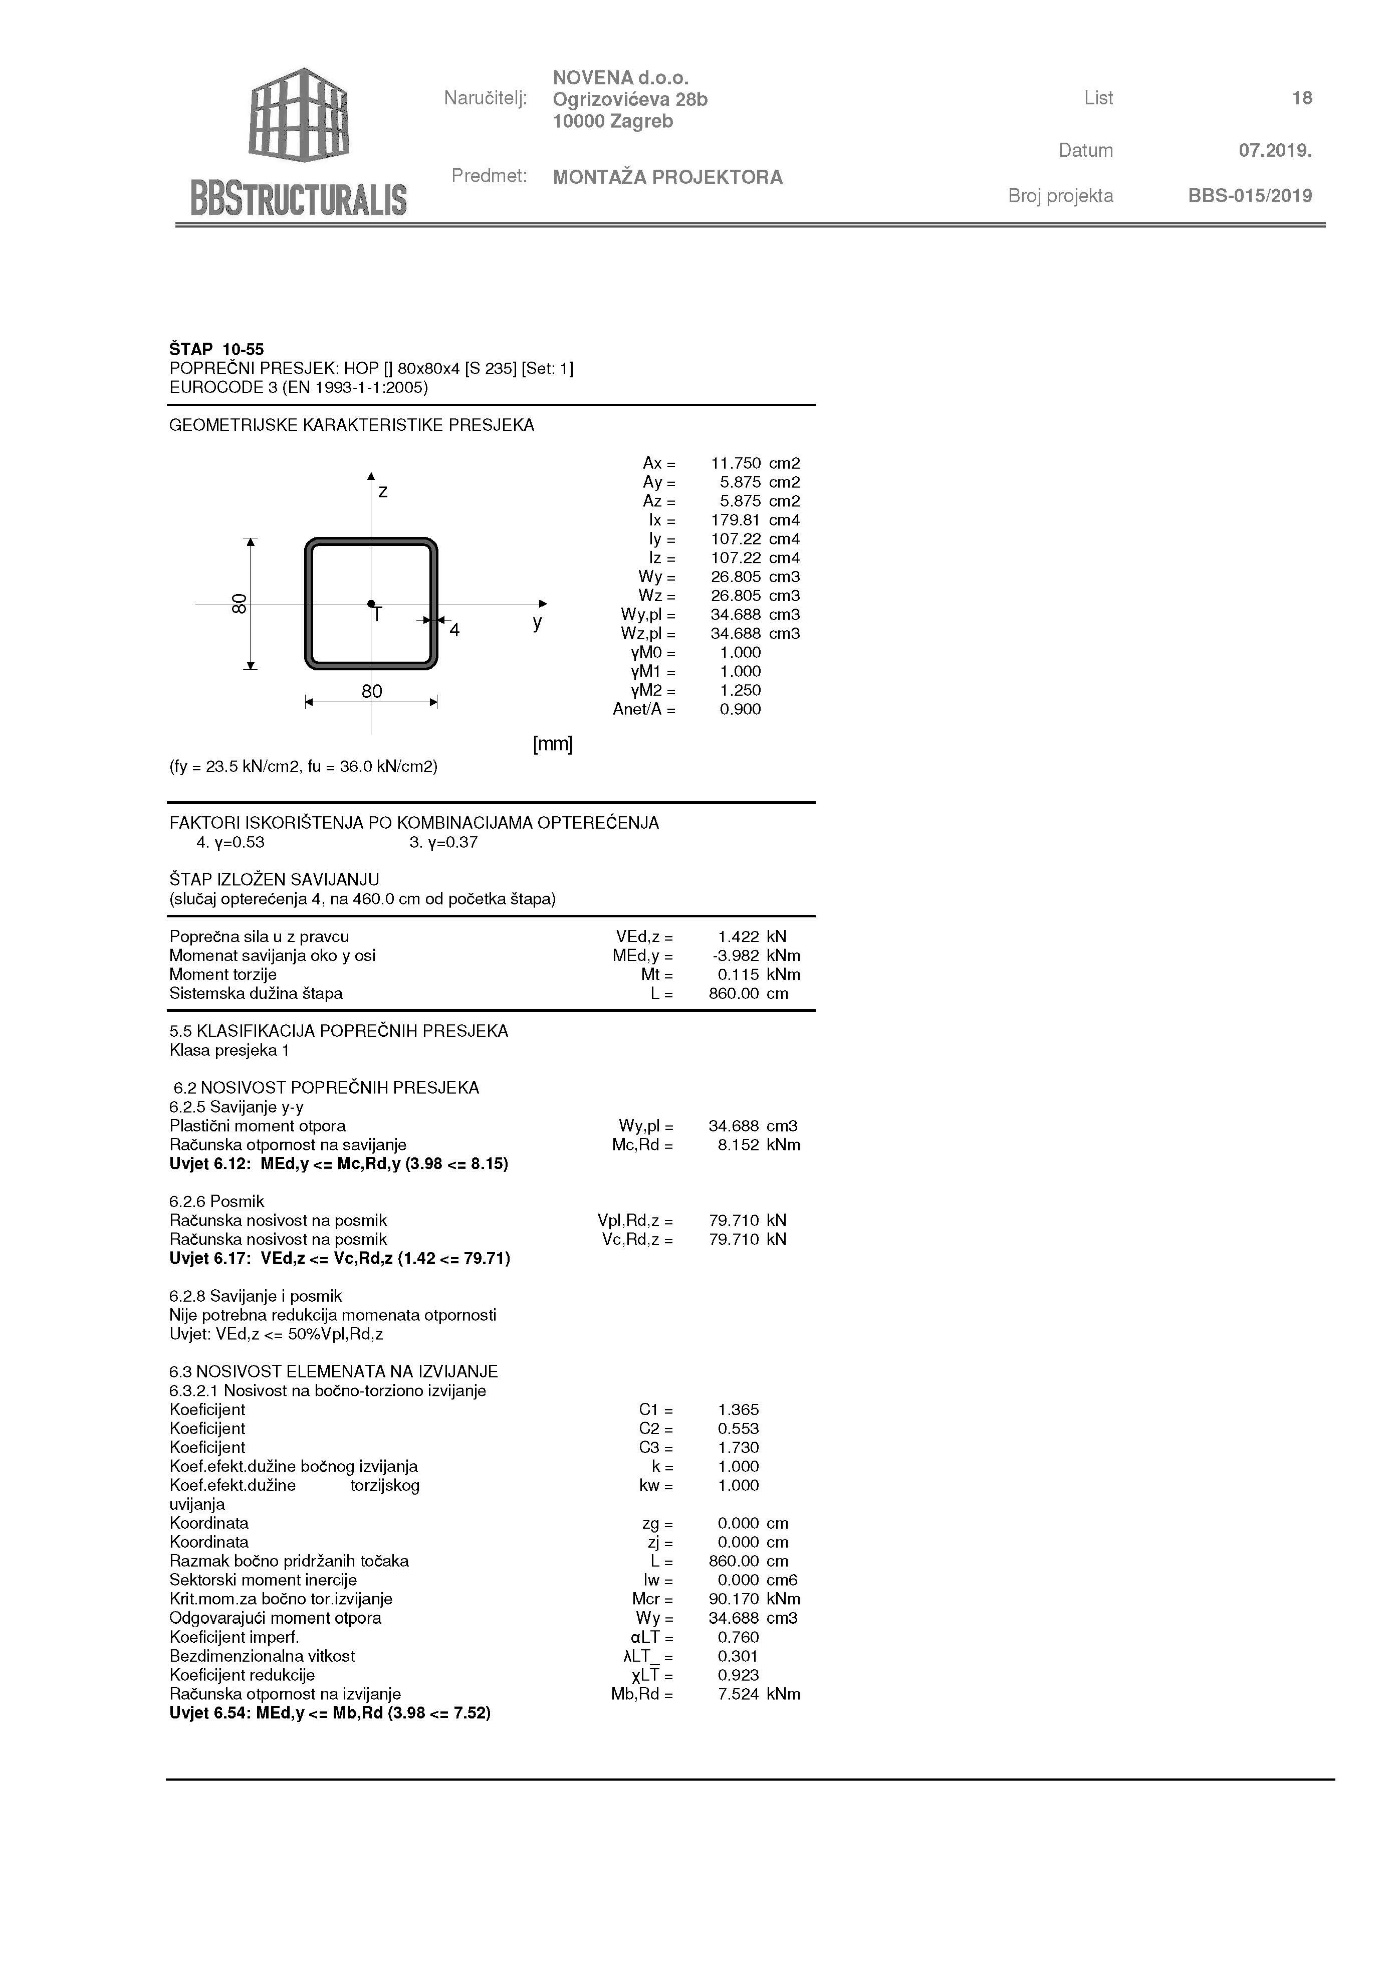 BBSTRUCTURALIS
Naručitelj:
NOVENA d.o.o.
Ogrizovićeva 28b
10000 Zagreb
Predmet:
MONTAŽA PROJEKTORA
List 18
Datum 07.2019.
Broj projekta BBS-015/2019
ŠTAP 10-55
POPREČNI PRESJEK: HOP [] 80x80x4 [S 235] [Set: 1]
EUROCODE 3 (EN 1993-1-1:2005)
GEOMETRIJSKE KARAKTERISTIKE PRESJEKA
z
80
T
4
y
80
[mm]
Ax = 11.750 cm2
Ay = 5.875 cm2
Az = 5.875 cm2
Ix = 179.81 cm4
Iy = 107.22 cm4
Iz = 107.22 cm4
Wy = 26.805 cm3
Wz = 26.805 cm3
Wy,pl = 34.688 cm3
Wz,pl = 34.688 cm3
γM0 = 1.000
γM1 = 1.000
γM2 = 1.250
Anet/A = 0.900
(fy = 23.5 kN/cm2, fu = 36.0 kN/cm2)
FAKTORI ISKORIŠTENJA PO KOMBINACIJAMA OPTEREĆENJA
4. γ=0.53 3. γ=0.37
ŠTAP IZLOŽEN SAVIJANJU
(slučaj opterećenja 4, na 460.0 cm od početka štapa)
Poprečna sila u z pravcu VEd,z = 1.422 kN
Momenat savijanja oko y osi MEd,y = -3.982 kNm
Moment torzije Mt = 0.115 kNm
Sistemska dužina štapa L = 860.00 cm
5.5 KLASIFIKACIJA POPREČNIH PRESJEKA
Klasa presjeka 1
6.2 NOSIVOST POPREČNIH PRESJEKA
6.2.5 Savijanje y-y
Plastični moment otpora Wy,pl = 34.688 cm3
Računska otpornost na savijanje Mc,Rd = 8.152 kNm
Uvjet 6.12: MEd,y <= Mc,Rd,y (3.98 <= 8.15)
6.2.6 Posmik
Računska nosivost na posmik Vpl,Rd,z = 79.710 kN
Računska nosivost na posmik Vc,Rd,z = 79.710 kN
Uvjet 6.17: VEd,z <= Vc,Rd,z (1.42 <= 79.71)
6.2.8 Savijanje i posmik
Nije potrebna redukcija momenata otpornosti
Uvjet: VEd,z <= 50%Vpl,Rd,z
6.3 NOSIVOST ELEMENATA NA IZVIJANJE
6.3.2.1 Nosivost na bočno-torziono izvijanje
Koeficijent C1 = 1.365
Koeficijent C2 = 0.553
Koeficijent C3 = 1.730
Koef.efekt.dužine bočnog izvijanja k = 1.000
Koef.efekt.dužine torzijskog kw = 1.000
uvijanja
Koordinata zg = 0.000 cm
Koordinata zj = 0.000 cm
Razmak bočno pridržanih točaka L = 860.00 cm
Sektorski moment inercije Iw = 0.000 cm6
Krit.mom.za bočno tor.izvijanje Mcr = 90.170 kNm
Odgovarajući moment otpora Wy = 34.688 cm3
Koeficijent imperf. αLT = 0.760
Bezdimenzionalna vitkost λLT_ = 0.301
Koeficijent redukcije χLT = 0.923
Računska otpornost na izvijanje Mb,Rd = 7.524 kNm
Uvjet 6.54: MEd,y <= Mb,Rd (3.98 <= 7.52)